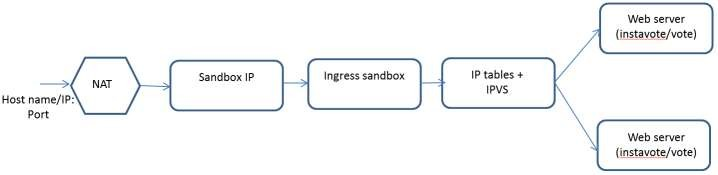 Host name/IP:
Port
NAT
Sandbox IP
Ingress sandbox
IP tables +
IPVS
Web server
(instavote/vote)
Web server
(instavote/vote)